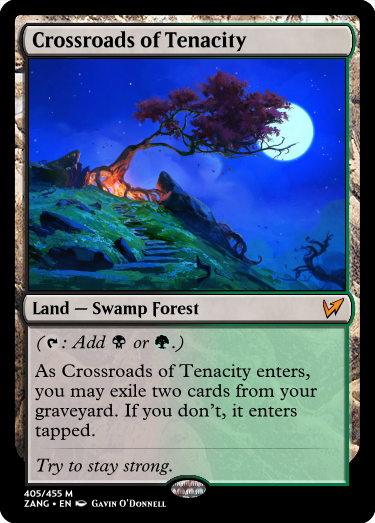 Crossroads of Tenacity
Land — Swamp Forest
(: Add or .)
As Crossroads of Tenacity enters,
you may exile two cards from your
graveyard. If you don't, it enters
tapped.
Try to stay strong.
405/455 M
ZANG • EN Gavin O'Donnell